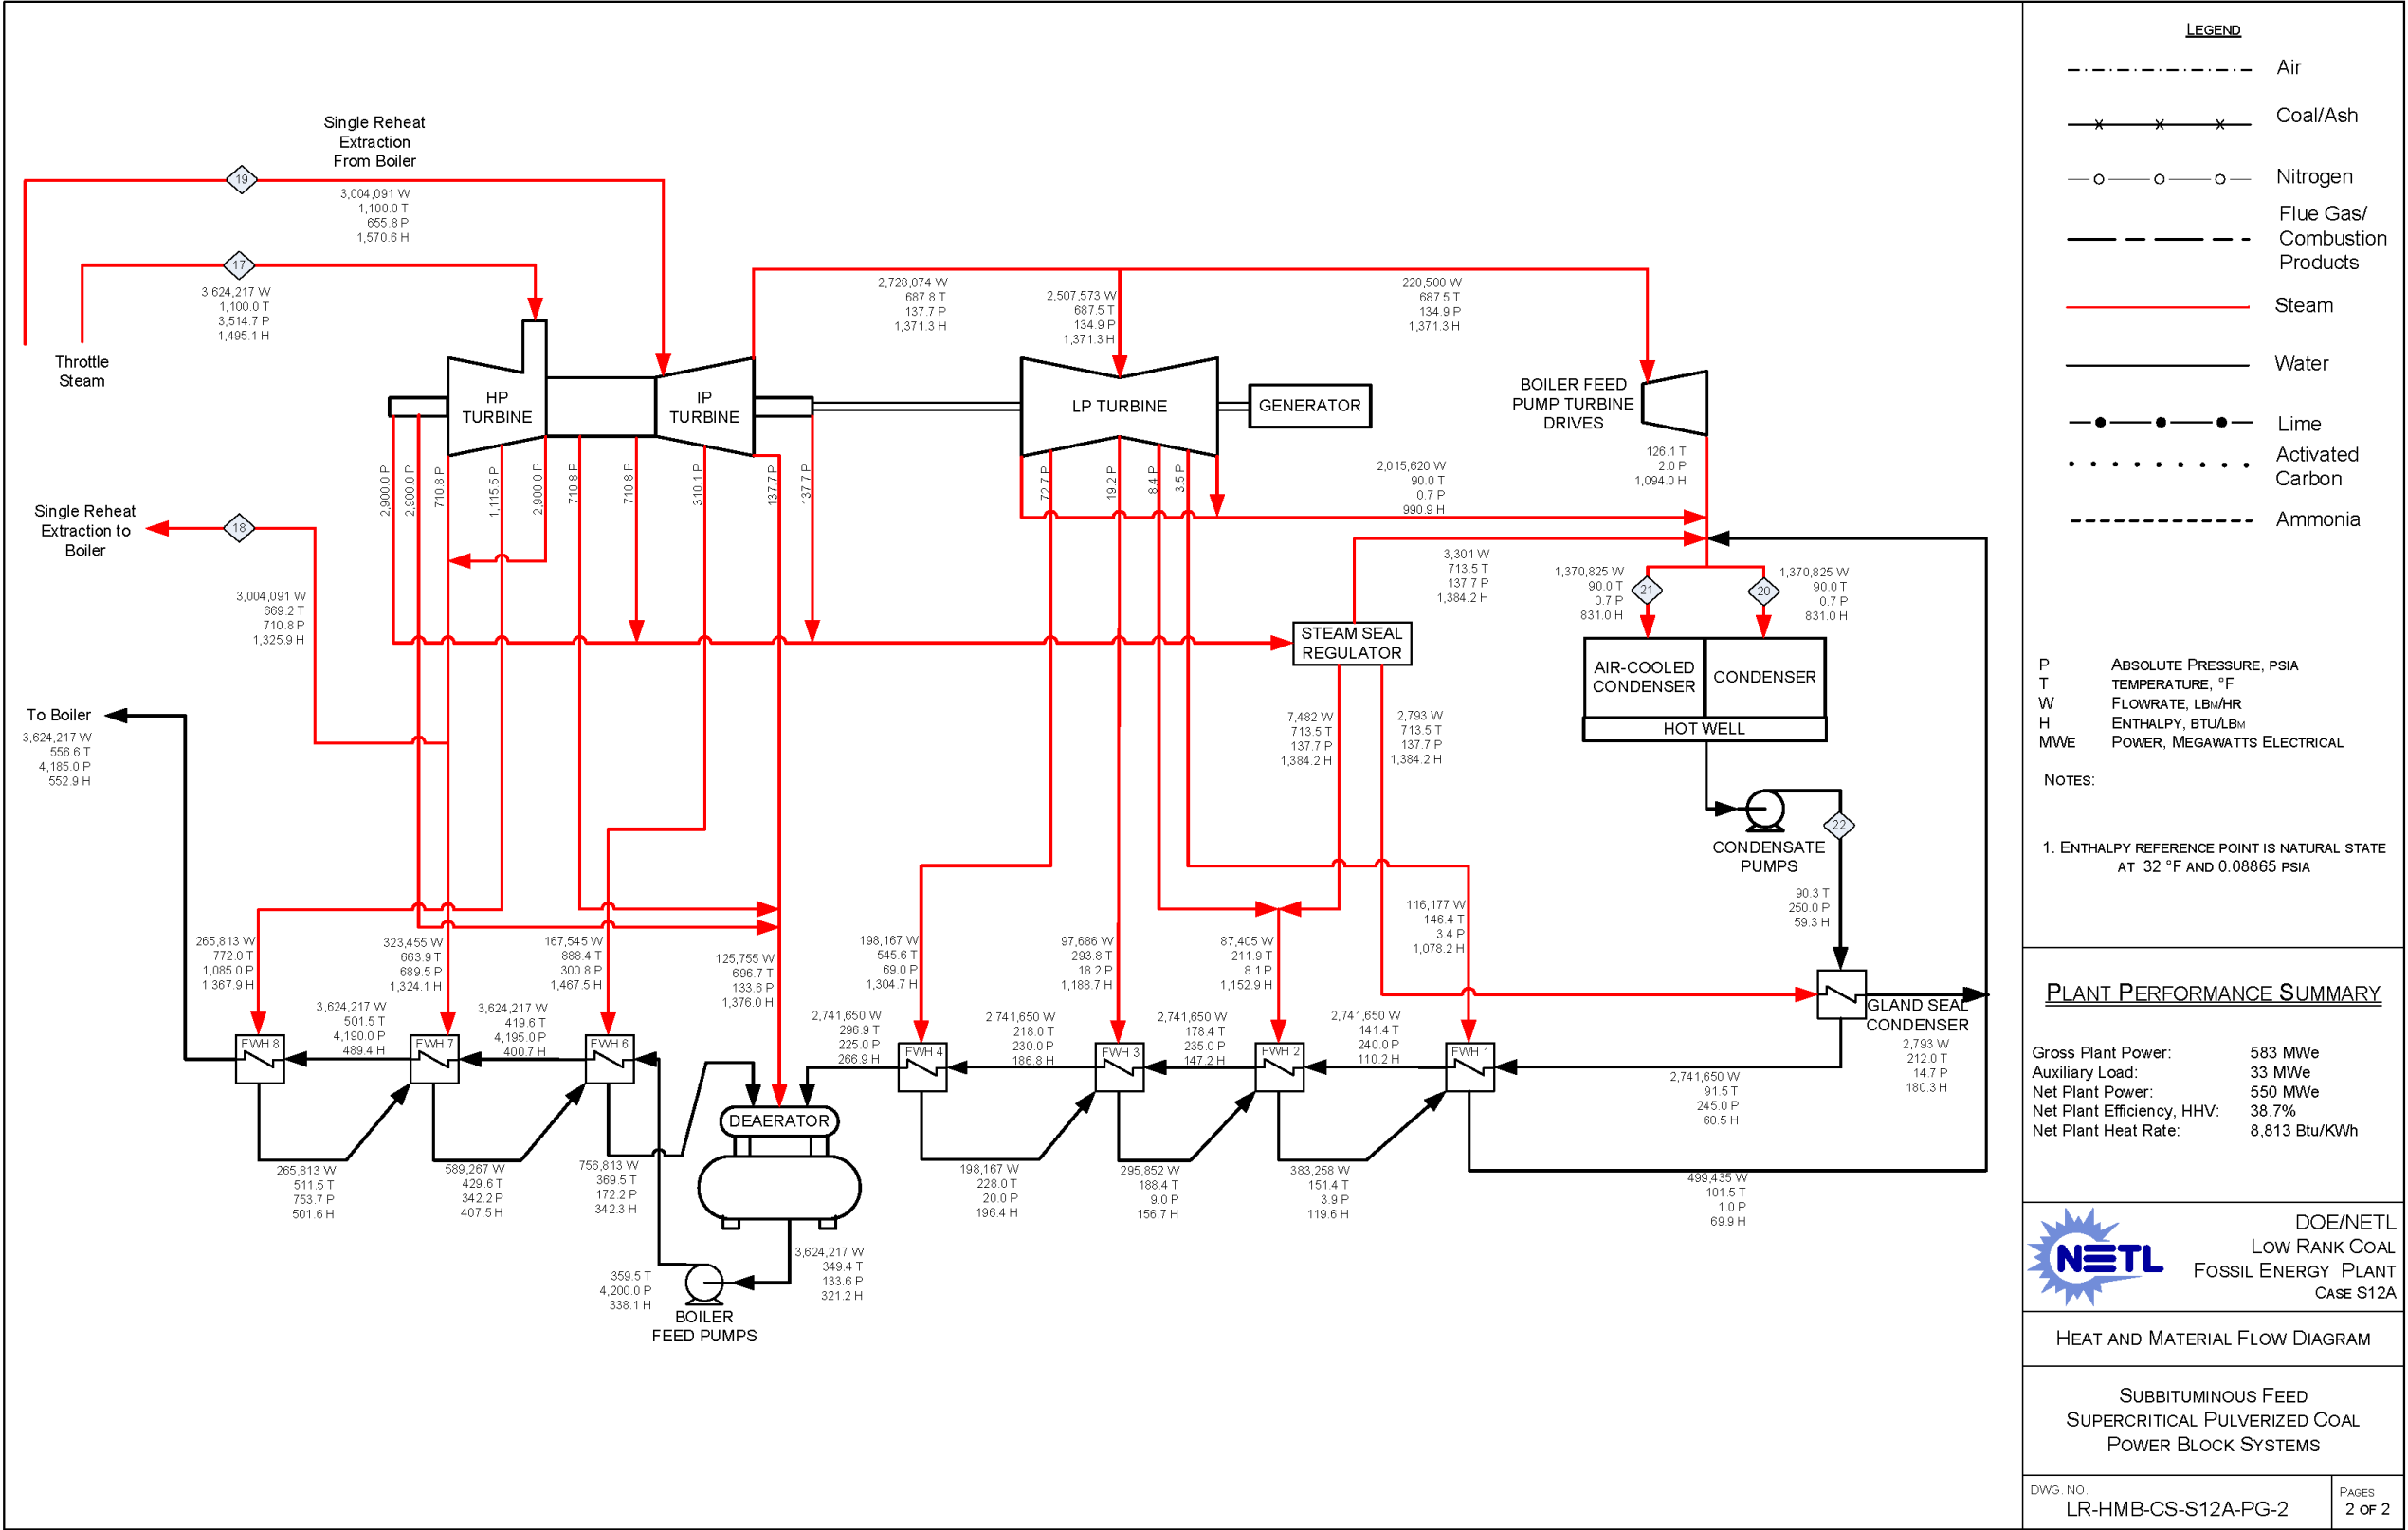 Single Reheat
Extraction
From Boiler
19
3,004,091 W
1,100.0 T
655.8 P
1,570.6 H
17
3,624,217 W
1,100.0 T
3,514.7 P
1,495.1 H
Throttle
Steam
2,728,074 W
687.8 T
137.7 P
1,371.3 H
2,507,573 W
687.5 T
134.9 P
1,371.3 H
220,500 W
687.5 T
134.9 P
1,371.3 H
HP
TURBINE
IP
TURBINE
LP TURBINE
GENERATOR
BOILER FEED
PUMP TURBINE
DRIVES
126.1 T
2.0 P
1,094.0 H
2,900.0 P
2,900.0 P
710.8 P
1,115.5 P
2,900.0 P
710.8 P
710.8 P
310.1 P
137.7 P
137.7 P
72.7 P
19.2 P
8.4 P
3.5 P
2,015,620 W
90.0 T
0.7 P
990.9 H
Single Reheat
Extraction to
Boiler
18
3,004,091 W
669.2 T
710.8 P
1,325.9 H
3,301 W
713.5 T
137.7 P
1,384.2 H
1,370,825 W
90.0 T
0.7 P
831.0 H
21
20
1,370,825 W
90.0 T
0.7 P
831.0 H
STEAM SEAL
REGULATOR
AIR-COOLED
CONDENSER
CONDENSER
HOT WELL
7,482 W
713.5 T
137.7 P
1,384.2 H
2,793 W
713.5 T
137.7 P
1,384.2 H
To Boiler
3,624,217 W
556.6 T
4,185.0 P
552.9 H
22
CONDENSATE
PUMPS
90.3 T
250.0 P
59.3 H
265,813 W
772.0 T
1,085.0 P
1,367.9 H
323,455 W
663.9 T
689.5 P
1,324.1 H
167,545 W
888.4 T
300.8 P
1,467.5 H
125,755 W
696.7 T
133.6 P
1,376.0 H
198,167 W
545.6 T
69.0 P
1,304.7 H
97,686 W
293.8 T
18.2 P
1,188.7 H
87,405 W
211.9 T
8.1 P
1,152.9 H
116,177 W
146.4 T
3.4 P
1,078.2 H
3,624,217 W
501.5 T
4,190.0 P
489.4 H
3,624,217 W
419.6 T
4,195.0 P
400.7 H
2,741,650 W
296.9 T
225.0 P
266.9 H
2,741,650 W
218.0 T
230.0 P
186.8 H
2,741,650 W
178.4 T
235.0 P
147.2 H
2,741,650 W
141.4 T
240.0 P
110.2 H
GLAND SEAL
CONDENSER
2,793 W
212.0 T
14.7 P
180.3 H
FWH 8
FWH 7
FWH 6
FWH 4
FWH 3
FWH 2
FWH 1
2,741,650 W
91.5 T
245.0 P
60.5 H
DEAERATOR
265,813 W
511.5 T
753.7 P
501.6 H
589,267 W
429.6 T
342.2 P
407.5 H
756,813 W
369.5 T
172.2 P
342.3 H
198,167 W
228.0 T
20.0 P
196.4 H
295,852 W
188.4 T
9.0 P
156.7 H
383,258 W
151.4 T
3.9 P
119.6 H
499,435 W
101.5 T
1.0 P
69.9 H
3,624,217 W
349.4 T
133.6 P
321.2 H
359.5 T
4,200.0 P
338.1 H
BOILER
FEED PUMPS
LEGEND
Air
Coal/Ash
Nitrogen
Flue Gas/
Combustion
Products
Steam
Water
Lime
Activated
Carbon
Ammonia
P ABSOLUTE PRESSURE, PSIA
T TEMPERATURE, °F
W FLOWRATE, LBM/HR
H ENTHALPY, BTU/LBM
MWE POWER, MEGAWATTS ELECTRICAL
NOTES:
1. ENTHALPY REFERENCE POINT IS NATURAL STATE
AT 32 °F AND 0.08865 PSIA
PLANT PERFORMANCE SUMMARY
Gross Plant Power: 583 MWe
Auxiliary Load: 33 MWe
Net Plant Power: 550 MWe
Net Plant Efficiency, HHV: 38.7%
Net Plant Heat Rate: 8,813 Btu/KWh
NETL
DOE/NETL
LOW RANK COAL
FOSSIL ENERGY PLANT
CASE S12A
HEAT AND MATERIAL FLOW DIAGRAM
SUBBITUMINOUS FEED
SUPERCRITICAL PULVERIZED COAL
POWER BLOCK SYSTEMS
DWG. NO.
LR-HMB-CS-S12A-PG-2
PAGES
2 OF 2